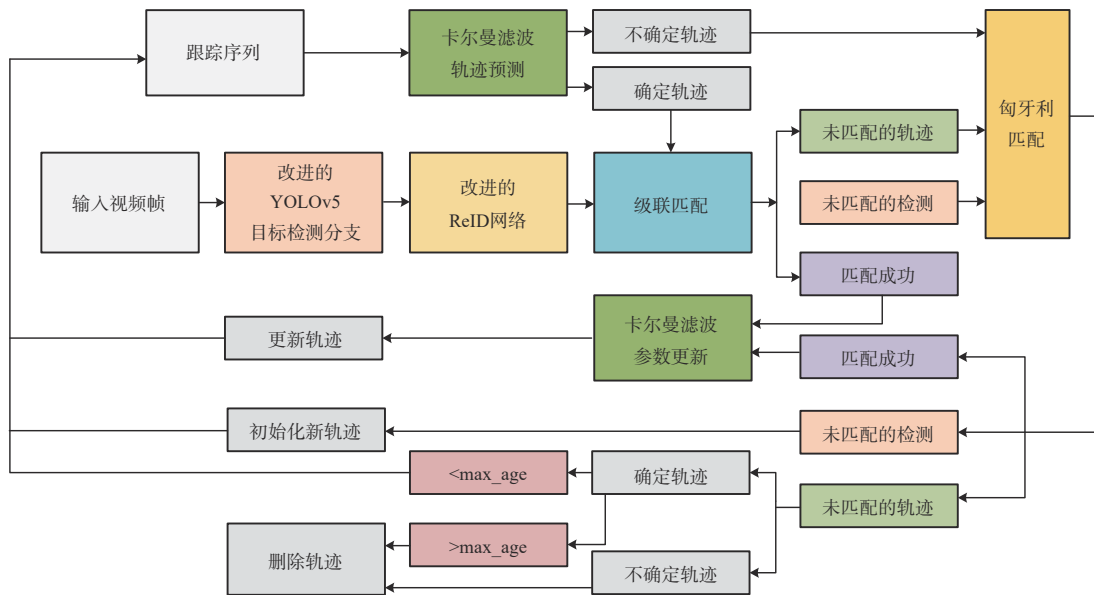 跟踪序列
卡尔曼滤波
轨迹预测
不确定轨迹
确定轨迹
匈牙利
匹配
未匹配的轨迹
输入视频帧
改进的
YOLOv5
目标检测分支
改进的
ReID网络
级联匹配
未匹配的检测
匹配成功
更新轨迹
卡尔曼滤波
参数更新
匹配成功
初始化新轨迹
未匹配的检测
<max_age
确定轨迹
未匹配的轨迹
>max_age
删除轨迹
不确定轨迹